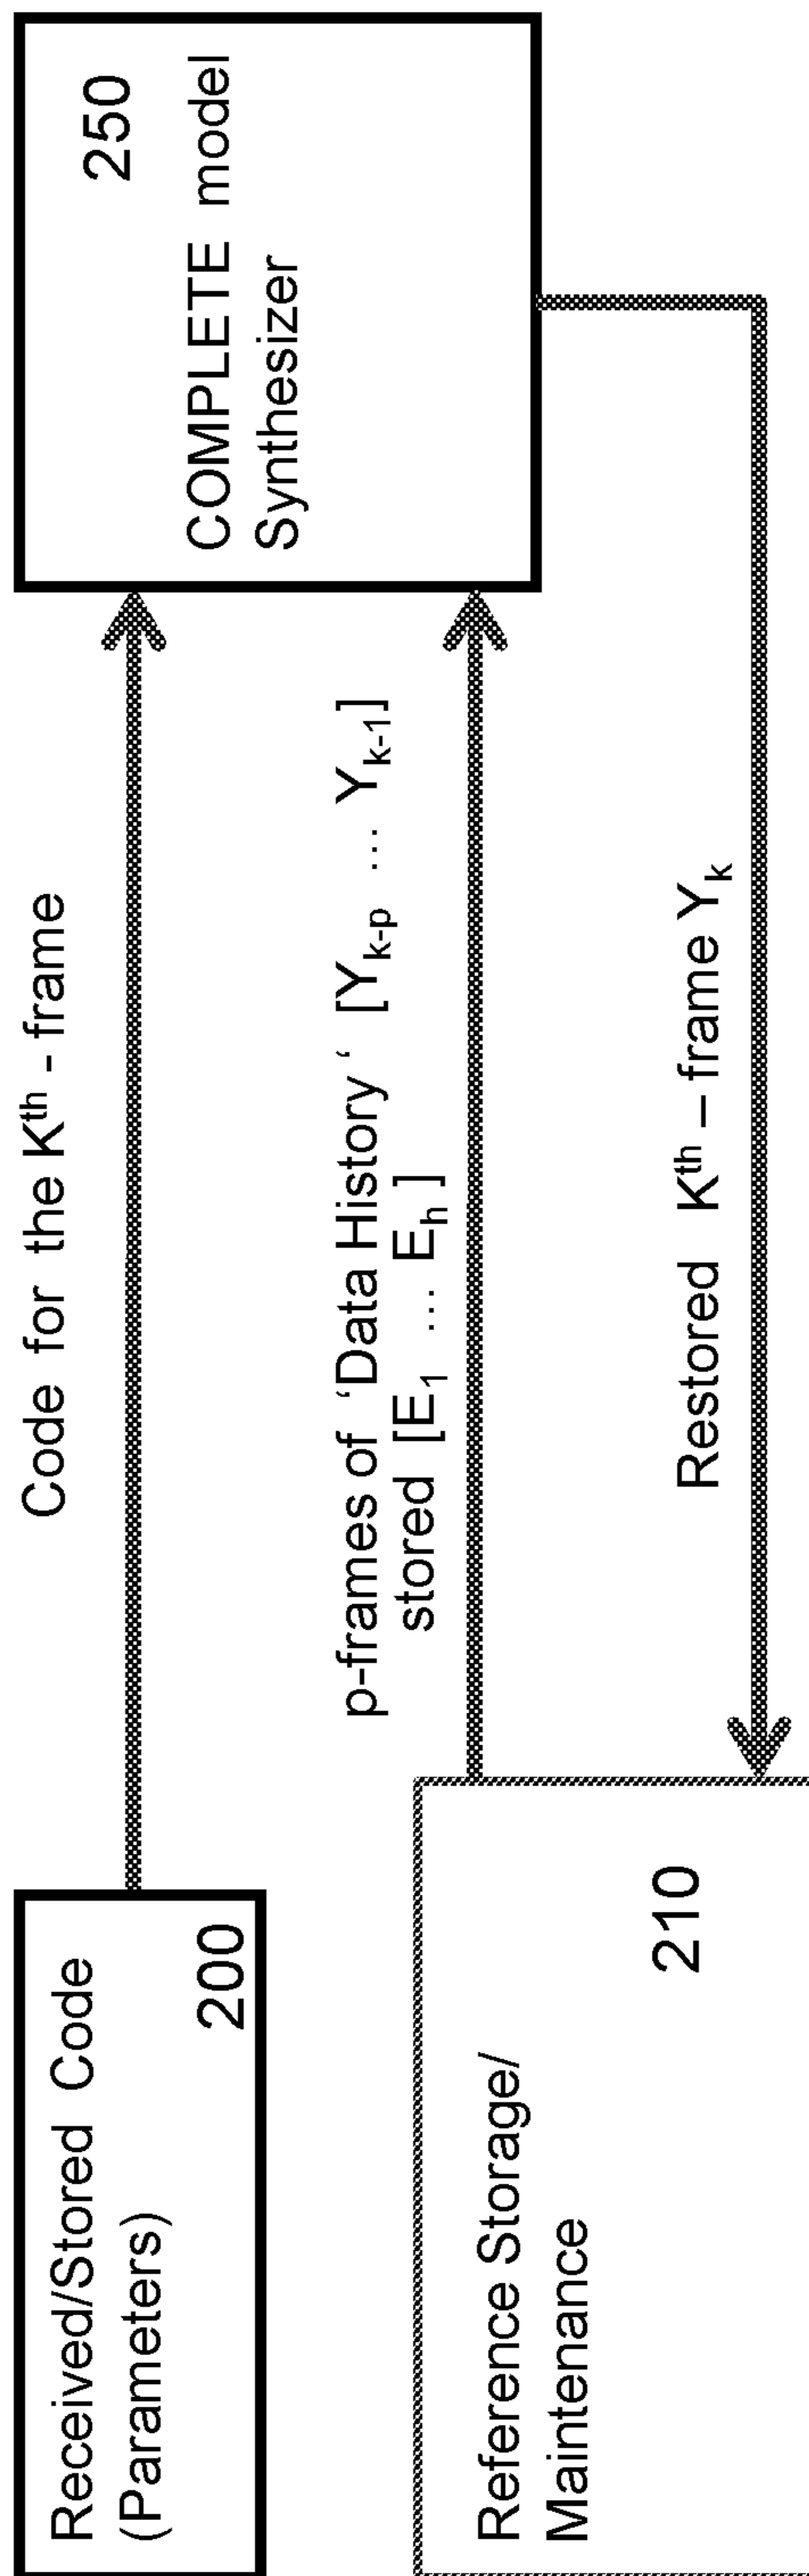 Received/Stored Code
(Parameters)
200
Code for the Kth - frame
250
COMPLETE model
Synthesizer
p-frames of ‘Data History ‘ [Yk-p … Yk-1]
stored [E1 … Eh ]
Reference Storage/
Maintenance
210
Restored Kth – frame Yk